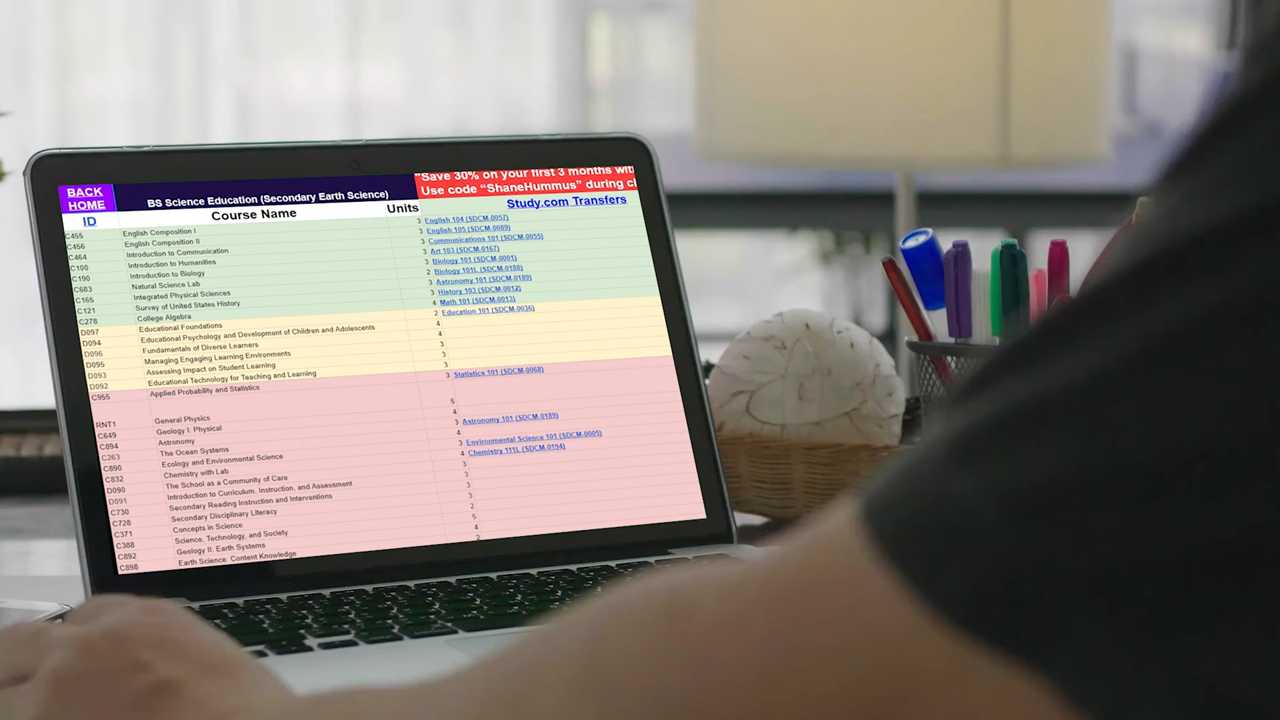 BACK HOME
BS Science Education (Secondary Earth Science)
"Save 30% on your first 3 months wit
Use code “ShaneHummus” during c
ID Course Name Units Study.com Transfers
C455 English Composition I 3 English 104 (SDCM-0057)
C456 English Composition II 3 English 105 (SDCM-0089)
C464 Introduction to Communication 3 Communications 101 (SDCM-0055)
C100 Introduction to Humanities 3 Art 103 (SDCM-0167)
C190 Introduction to Biology 3 Biology 101 (SDCM-0001)
C683 Natural Science Lab 2 Biology 101L (SDCM-0188)
C165 Integrated Physical Sciences 3 Astronomy 101 (SDCM-0189)
C121 Survey of United States History 3 History 103 (SDCM-0012)
C278 College Algebra 4 Math 101 (SDCM-0013)
D097 Educational Foundations 2 Education 101 (SDCM-0036)
D094 Educational Psychology and Development of Children and Adolescents 4
D096 Fundamentals of Diverse Learners 4
D095 Managing Engaging Learning Environments 3
D093 Assessing Impact on Student Learning 3
D092 Educational Technology for Teaching and Learning 3
C955 Applied Probability and Statistics 3 Statistics 101 (SDCM-0068)
RNT1 General Physics 5
C649 Geology I: Physical 4
C894 Astronomy 3 Astronomy 101 (SDCM-0189)
C263 The Ocean Systems 4
C890 Ecology and Environmental Science 3 Environmental Science 101 (SDCM-0005)
C832 Chemistry with Lab 4 Chemistry 111L (SDCM-0194)
D090 The School as a Community of Care 3
D091 Introduction to Curriculum, Instruction, and Assessment 3
C730 Secondary Reading Instruction and Interventions 3
C728 Secondary Disciplinary Literacy 3
C371 Concepts in Science 2
C388 Science, Technology, and Society 5
C892 Geology II: Earth Systems 4
C898 Earth Science: Content Knowledge 2